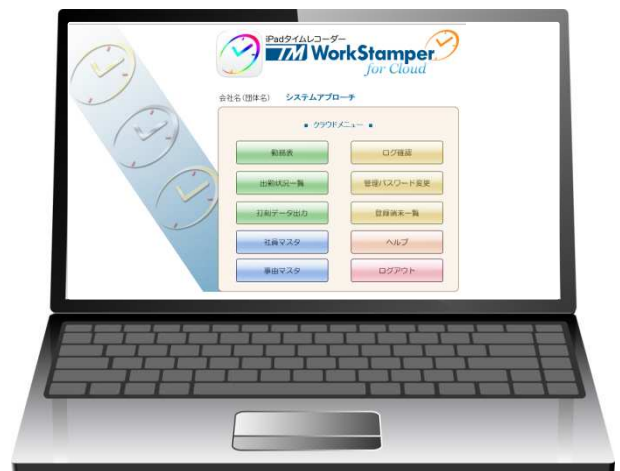 iPadタイムレコーダー
TM WorkStamper
for Cloud
会社名(団体名) システムアプローチ
■ クラウドメニュー ■
勤務表 ログ確認
出勤状況一覧 管理パスワード変更
打刻データ出力 登録端末一覧
社員マスタ ヘルプ
事由マスタ ログアウト